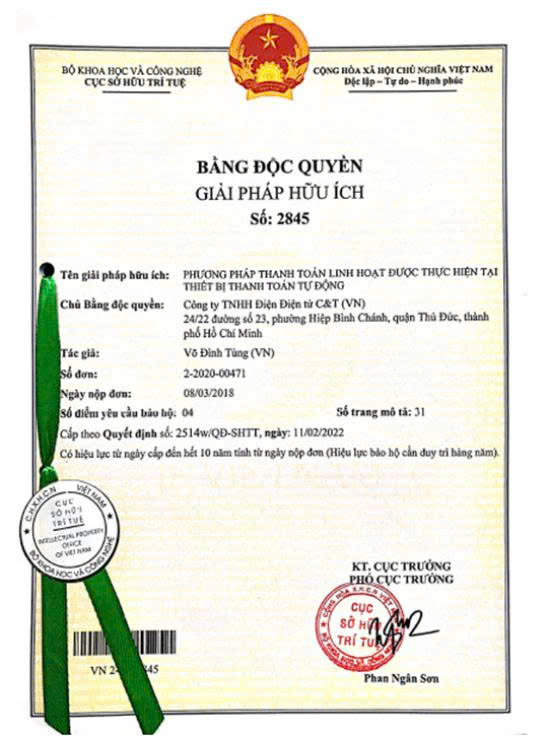 BỘ KHOA HỌC VÀ CÔNG NGHỆ
CỤC SỞ HỮU TRÍ TUỆ
CỘNG HÒA XÃ HỘI CHỦ NGHĨA VIỆT NAM
Độc lập – Tự do – Hạnh phúc
BẰNG ĐỘC QUYỀN
GIẢI PHÁP HỮU ÍCH
Số: 2845
Tên giải pháp hữu ích: PHƯƠNG PHÁP THANH TOÁN LINH HOẠT ĐƯỢC THỰC HIỆN TẠI
THIẾT BỊ THANH TOÁN TỰ ĐỘNG
Chủ Bằng độc quyền: Công ty TNHH Điện Điện tử C&T (VN)
24/22 đường số 23, phường Hiệp Bình Chánh, quận Thủ Đức, thành
phố Hồ Chí Minh
Tác giả: Võ Đình Tùng (VN)
Số đơn: 2-2020-00471
Ngày nộp đơn: 08/03/2018
Số điểm yêu cầu bảo hộ: 04 Số trang mô tả: 31
Cấp theo Quyết định số: 2514w/QĐ-SHTT, ngày: 11/02/2022
Có hiệu lực từ ngày cấp đến hết 10 năm tính từ ngày nộp đơn (Hiệu lực bảo hộ cần duy trì hàng năm).
C.H.X.H.C.N VIỆT NAM
CỤC
SỞ HỮU
TRÍ TUỆ
INTELLECTUAL PROPERTY
OFFICE
OF VIET NAM
BỘ KHOA HỌC VÀ CÔNG NGHỆ
KT. CỤC TRƯỞNG
PHÓ CỤC TRƯỞNG
CỤC
SỞ HỮU
TRÍ TUỆ
Phan Ngân Sơn
VN 2-845